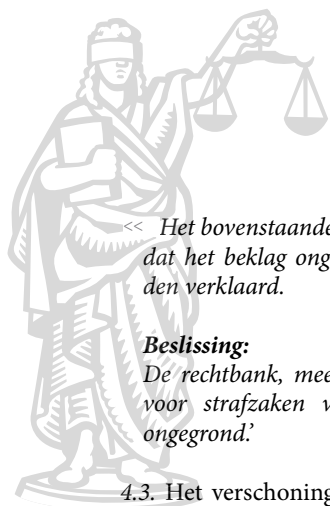 << Het bovenstaande
dat het beklag ong
den verklaard.
Beslissing:
De rechtbank, mee
voor strafzaken v
ongegrond.’
4.3. Het verschoning